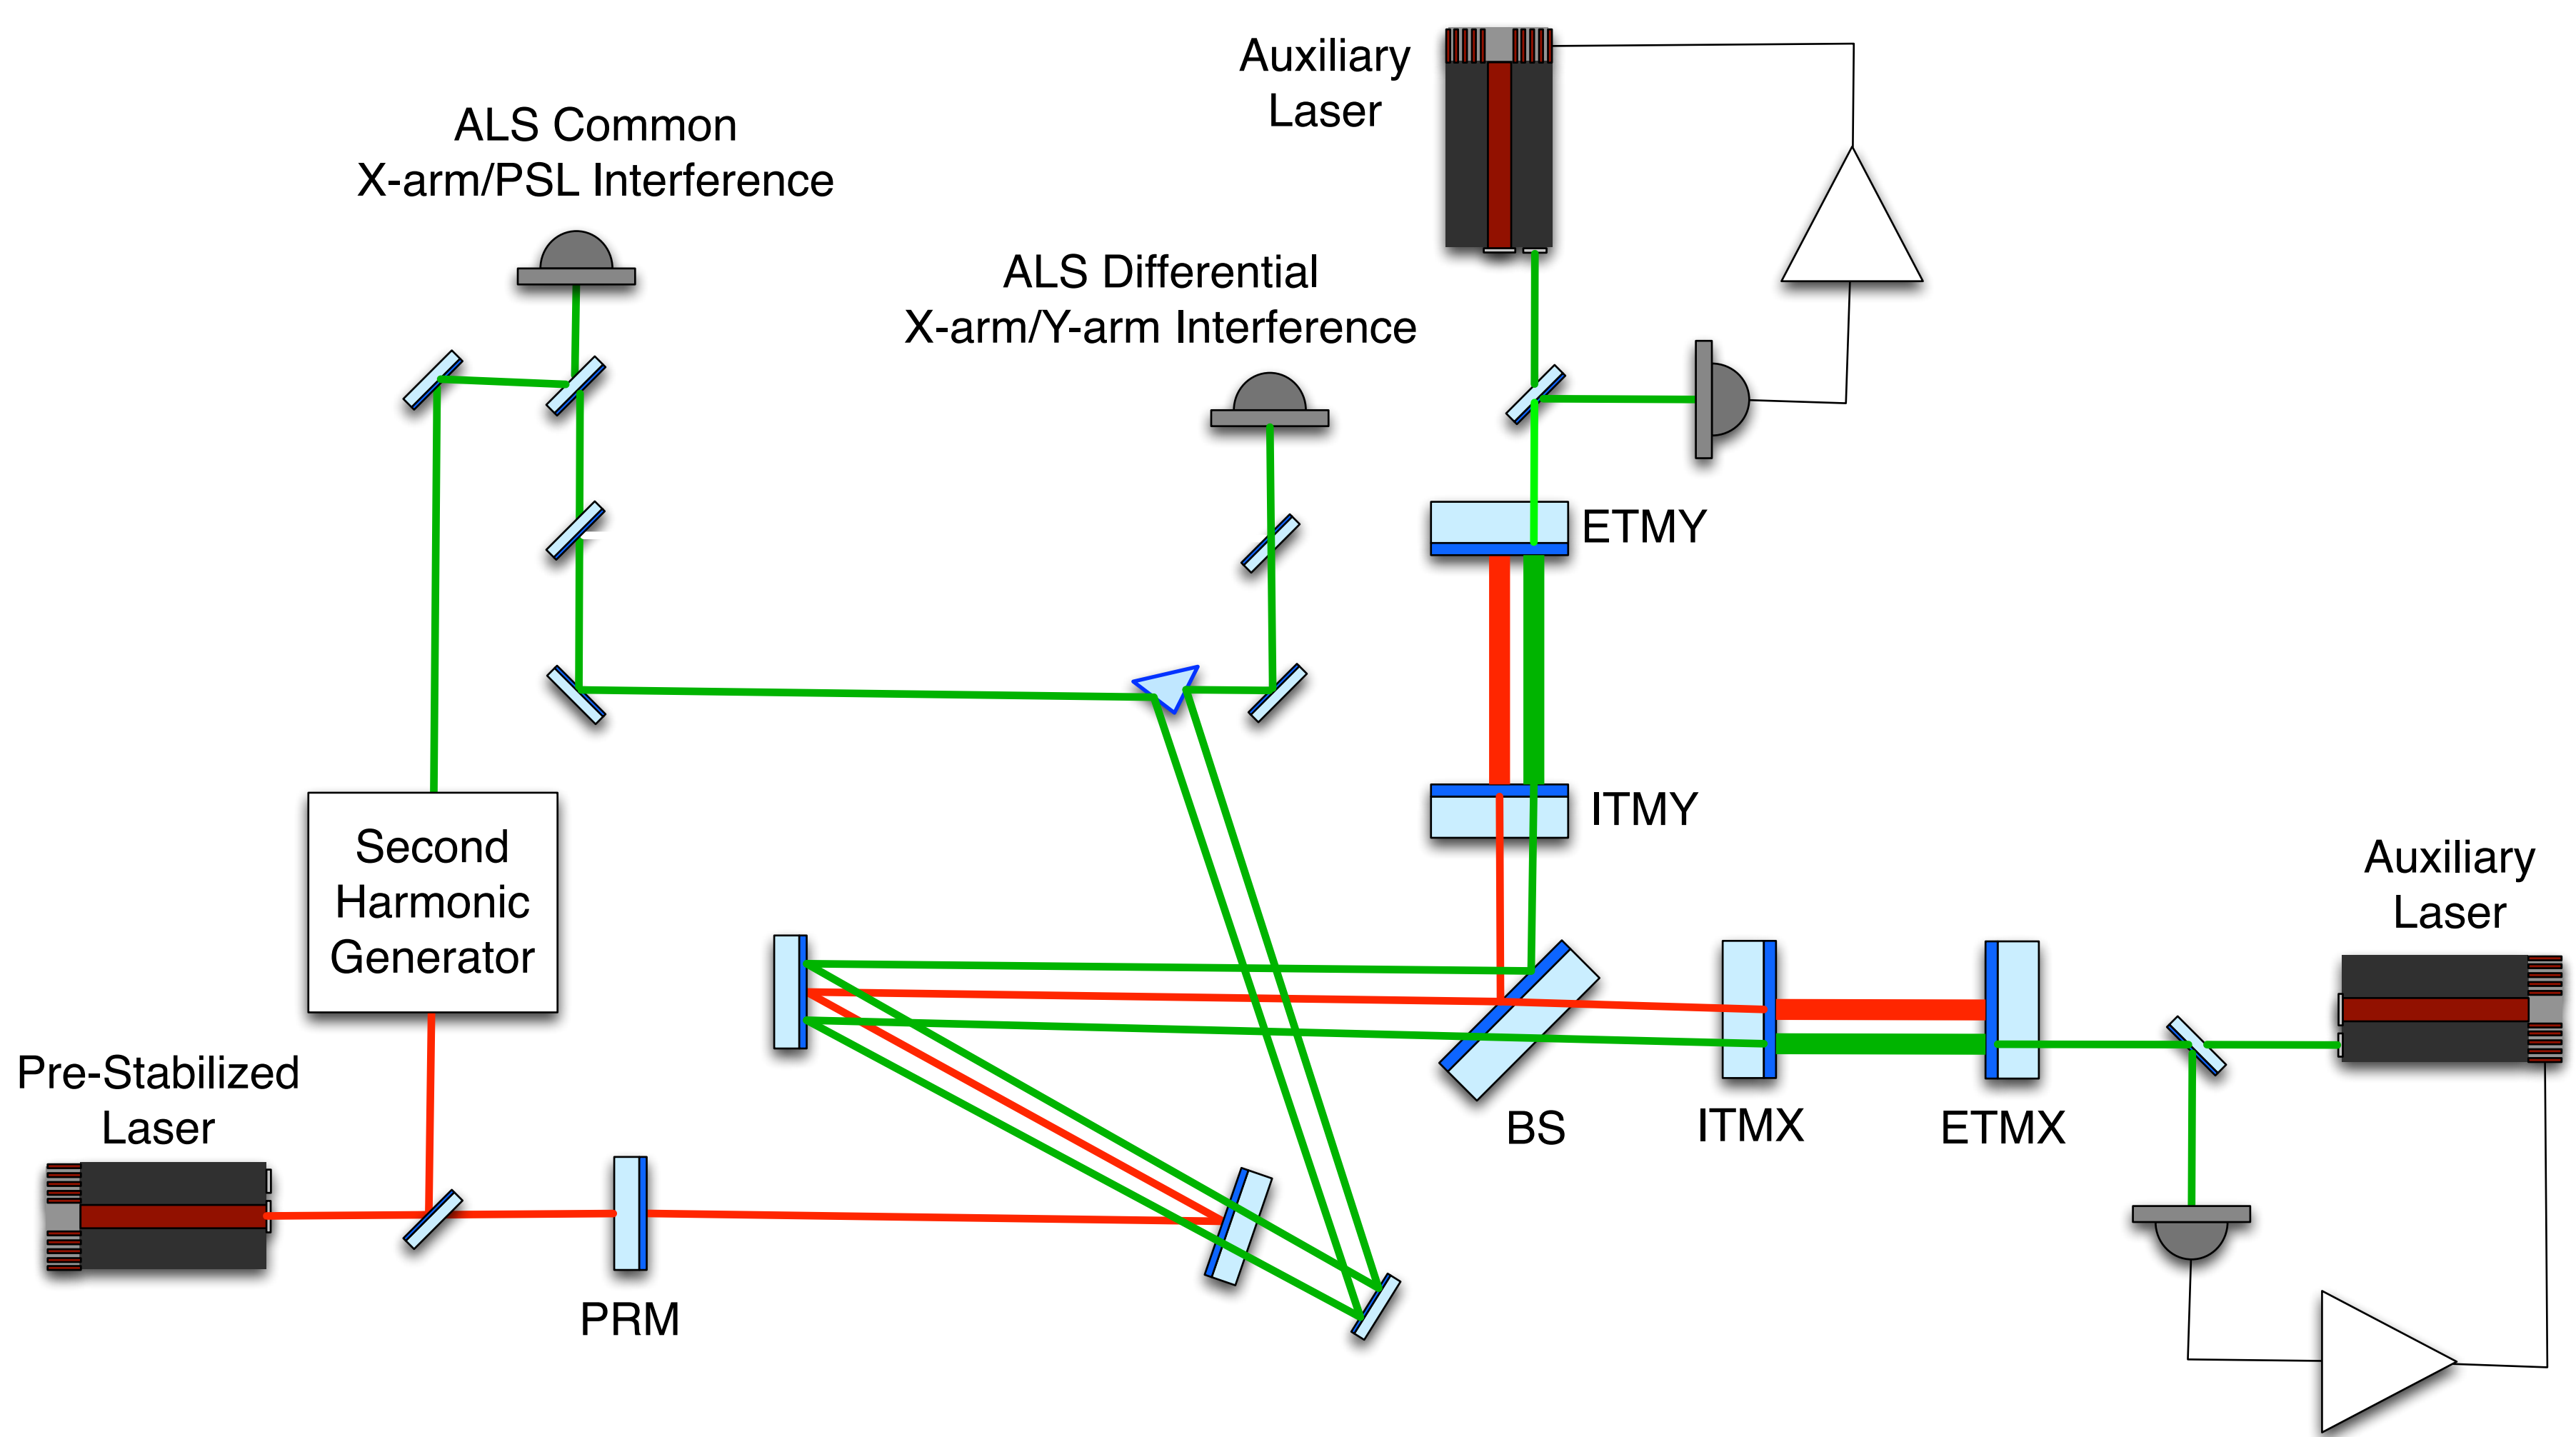 Auxiliary
Laser
ALS Common
X-arm/PSL Interference
ALS Differential
X-arm/Y-arm Interference
ETMY
ITMY
Second
Harmonic
Generator
Auxiliary
Laser
Pre-Stabilized
Laser
BS
ITMX
ETMX
PRM